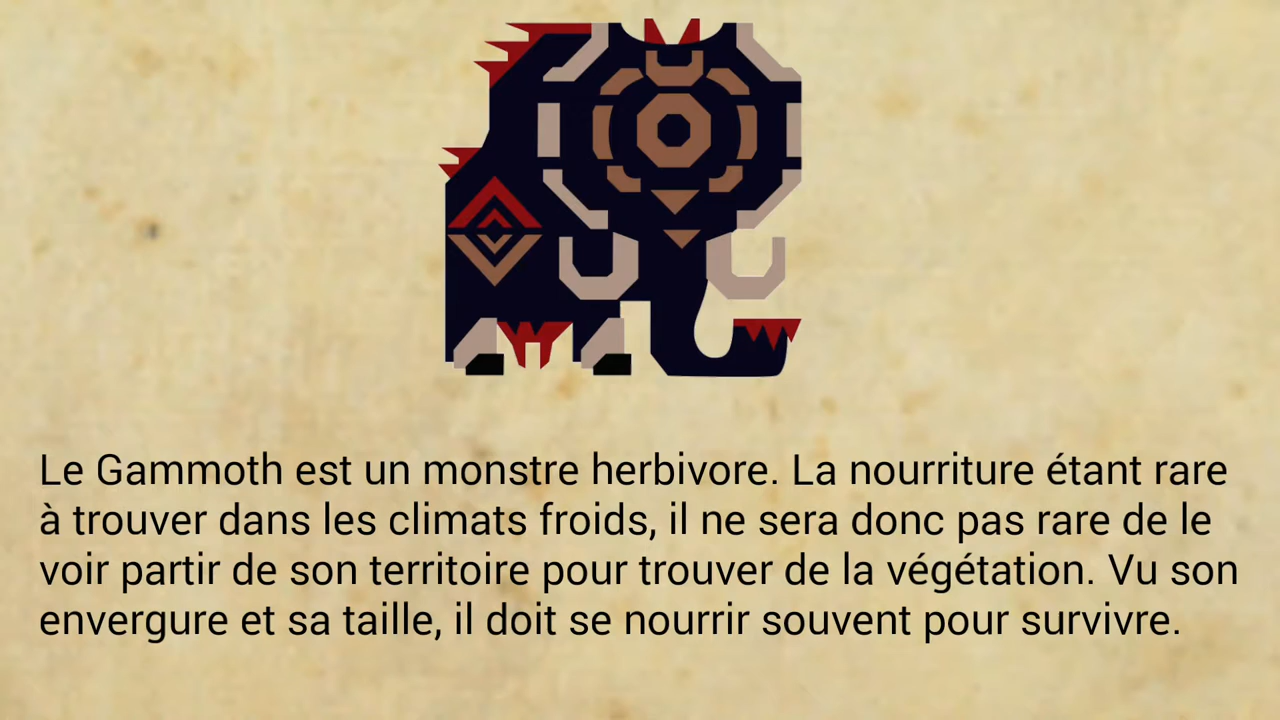 Le Gammoth est un monstre herbivore. La nourriture étant rare
à trouver dans les climats froids, il ne sera donc pas rare de le
voir partir de son territoire pour trouver de la végétation. Vu son
envergure et sa taille, il doit se nourrir souvent pour survivre.